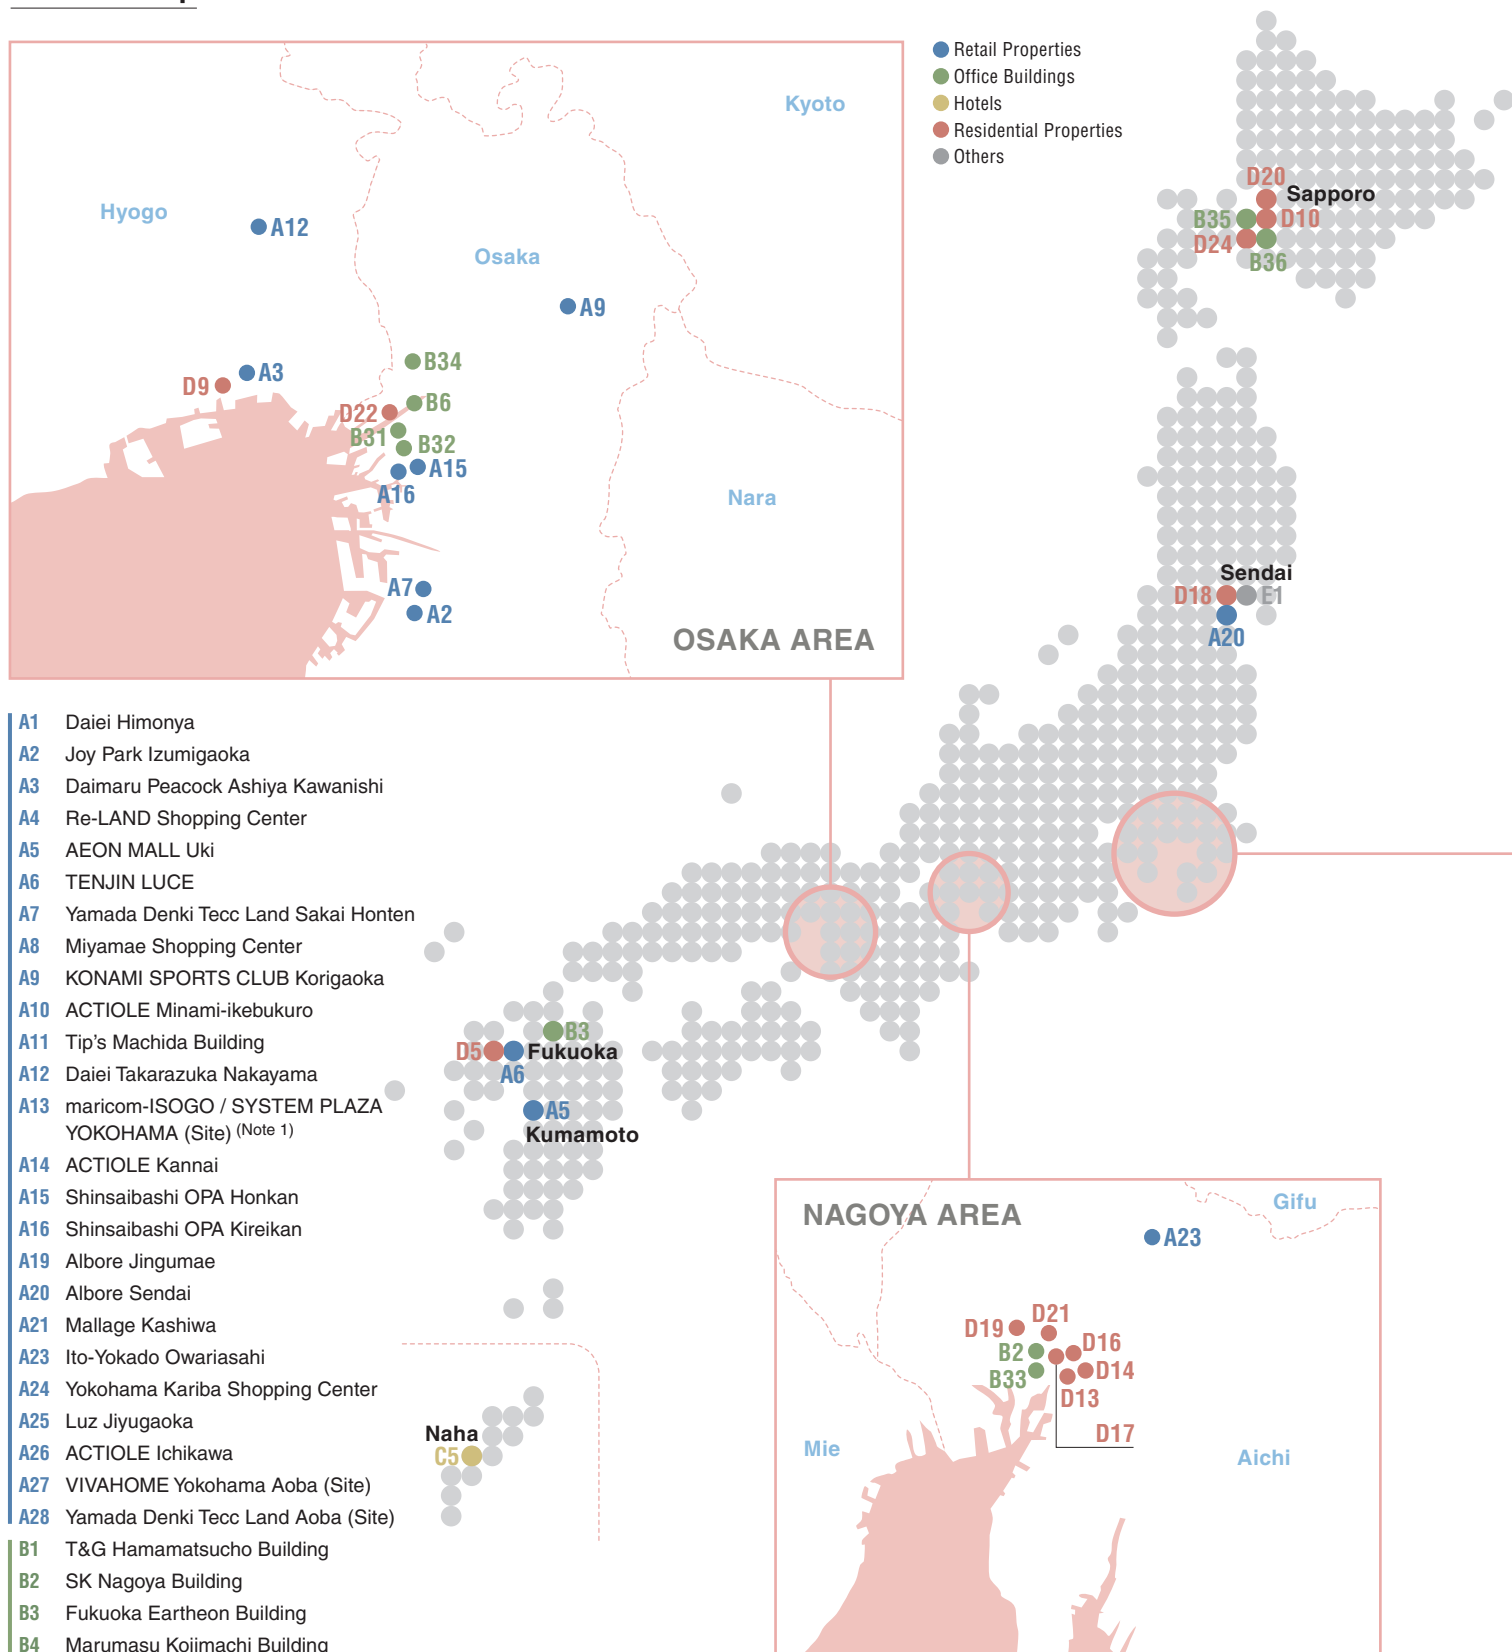 Kyoto
Hyogo
A12
Osaka
A9
B34
A3
D9
B6
D22
B31
B32
A15
A16
Nara
A7
A2
OSAKA AREA
Retail Properties
Office Buildings
Hotels
Residential Properties
Others
D20
Sapporo
B35
D10
D24
B36
Sendai
D18
E1
A20
A1 Daiei Himonya
A2 Joy Park Izumigaoka
A3 Daimaru Peacock Ashiya Kawanishi
A4 Re-LAND Shopping Center
A5 AEON MALL Uki
A6 TENJIN LUCE
A7 Yamada Denki Tecc Land Sakai Honten
A8 Miyamae Shopping Center
A9 KONAMI SPORTS CLUB Korigaoka
A10 ACTIOLE Minami-ikebukuro
A11 Tip's Machida Building
A12 Daiei Takarazuka Nakayama
A13 maricom-ISOGO / SYSTEM PLAZA
YOKOHAMA (Site) (Note 1)
A14 ACTIOLE Kannai
A15 Shinsaibashi OPA Honkan
A16 Shinsaibashi OPA Kireikan
A19 Albore Jingumae
A20 Albore Sendai
A21 Mallage Kashiwa
A23 Ito-Yokado Owariasahi
A24 Yokohama Kariba Shopping Center
A25 Luz Jiyugaoka
A26 ACTIOLE Ichikawa
A27 VIVAHOME Yokohama Aoba (Site)
A28 Yamada Denki Tecc Land Aoba (Site)
B1 T&G Hamamatsucho Building
B2 SK Nagoya Building
B3 Fukuoka Eartheon Building
B4 Marumasu Kojimachi Building
B3
D5
Fukuoka
A6
A5
Kumamoto
Naha
C5
NAGOYA AREA
Gifu
A23
D21
D19
D16
B2
D14
B33
D13
D17
Mie
Aichi